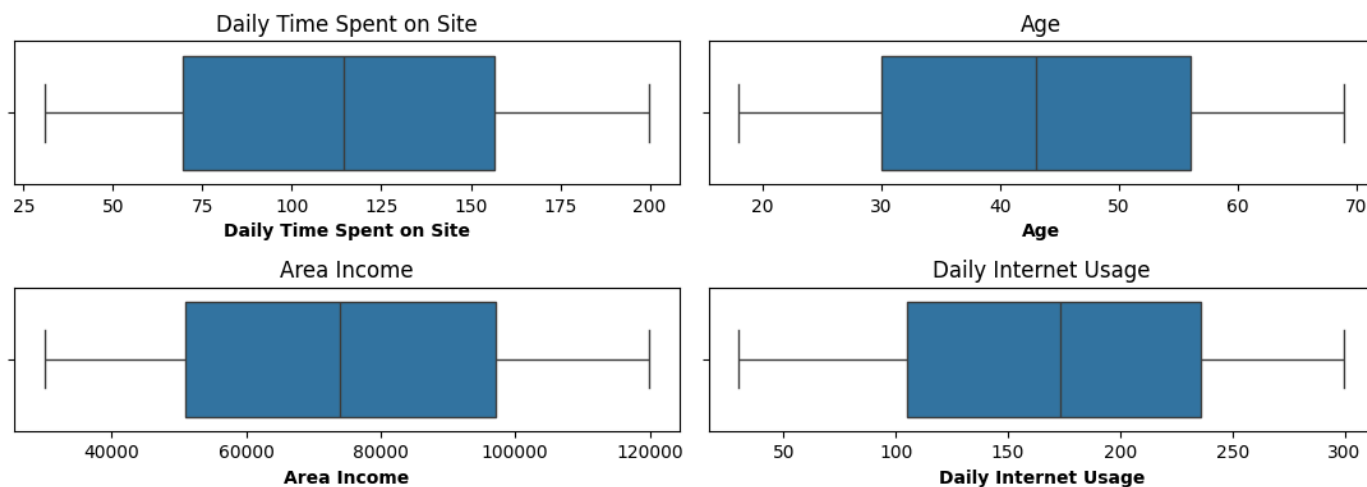 Daily Time Spent on Site
Age
25 50 75 100 125 150 175 200
20 30 40 50 60 70
Daily Time Spent on Site
Age
Area Income
Daily Internet Usage
40000 60000 80000 100000 120000
50 100 150 200 250 300
Area Income
Daily Internet Usage